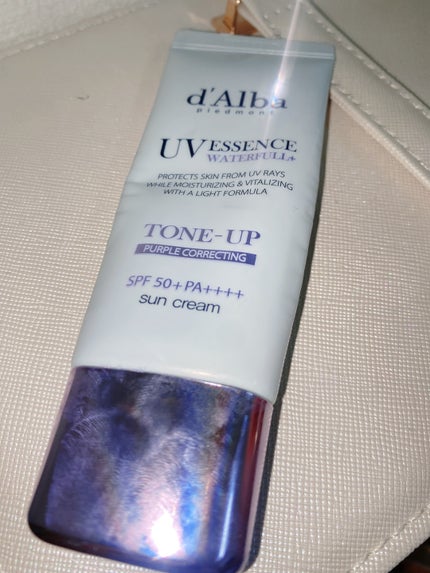 d'Alba
piedmont
UV ESSENCE
WATERFULL+
PROTECTS SKIN FROM UV RAYS
WHILE MOISTURIZING & VITALIZING
WITH A LIGHT FORMULA
TONE-UP
PURPLE CORRECTING
SPF 50+ PA++++
sun cream